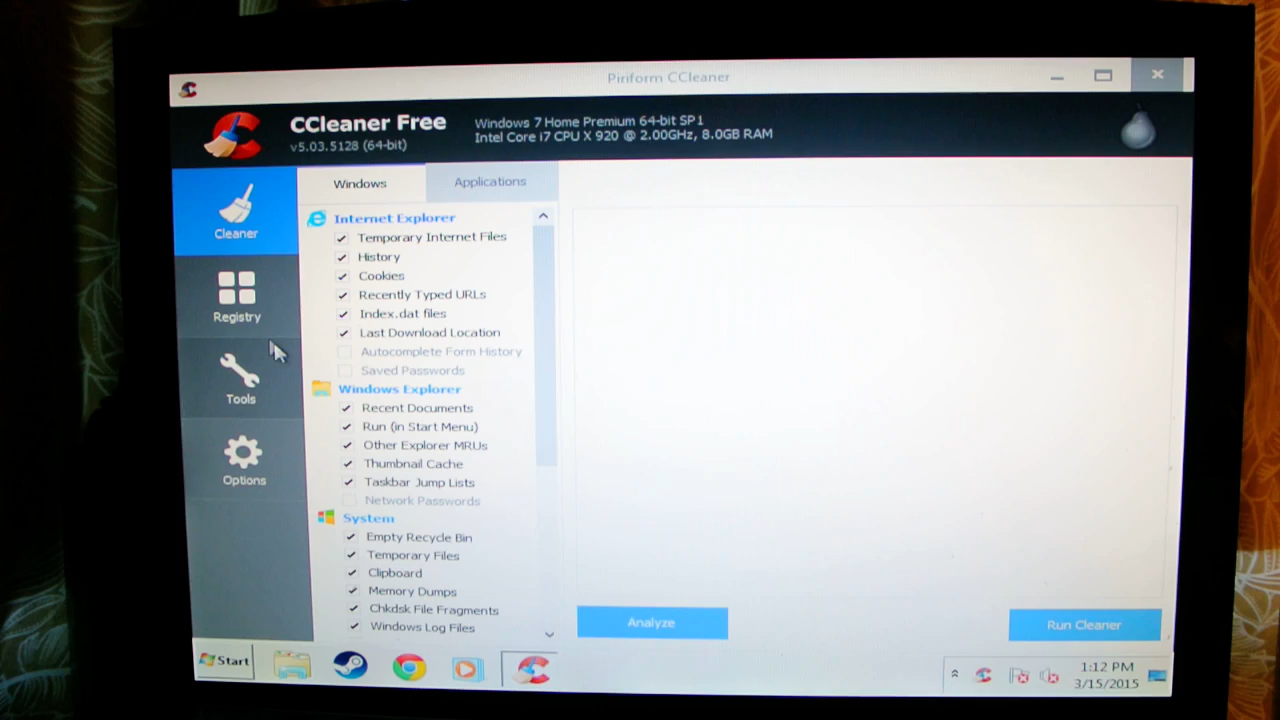 Piriform CCleaner
CCleaner Free
v5.03.5128 (64-bit)
Windows 7 Home Premium 64-bit SP1
Intel Core i7 CPU X 920 @ 2.00GHz, 8.0GB RAM
Cleaner
Registry
Tools
Options
Windows
Applications
Internet Explorer
Temporary Internet Files
History
Cookies
Recently Typed URLs
Index.dat files
Last Download Location
Autocomplete Form History
Saved Passwords
Windows Explorer
Recent Documents
Run (in Start Menu)
Other Explorer MRUs
Thumbnail Cache
Taskbar Jump Lists
Network Passwords
System
Empty Recycle Bin
Temporary Files
Clipboard
Memory Dumps
Chkdsk File Fragments
Windows Log Files
Analyze
Run Cleaner
Start
1:12 PM
3/15/2015